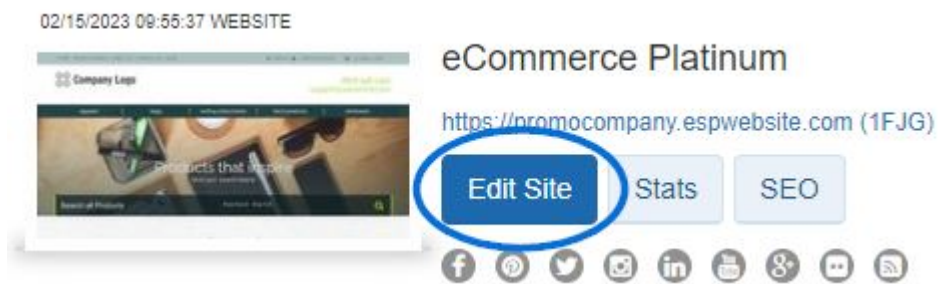 02/15/2023 09:55:37 WEBSITE
eCommerce Platinum
https://promocompany.espwebsite.com (1FJG)
Edit Site
Stats
SEO
Company Logo
Products that inspire
Search all Products